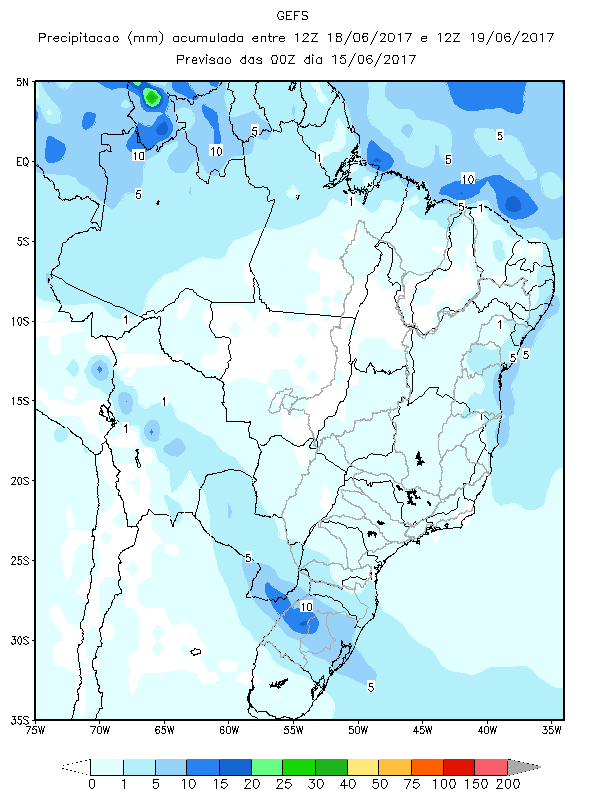 GEFS
Precipitacao (mm) acumulada entre 12Z 18/06/2017 e 12Z 19/06/2017
Previsao das 00Z dia 15/06/2017
5N
5
5
5
10
10
1
EQ
10
5
1
5
1
5S
1
1
10S
5
5
1
15S
1
20S
5
25S
10
30S
5
35S
75W 70W 65W 60W 55W 50W 45W 40W 35W
0 1 5 10 15 20 25 30 40 50 75 100 150 200